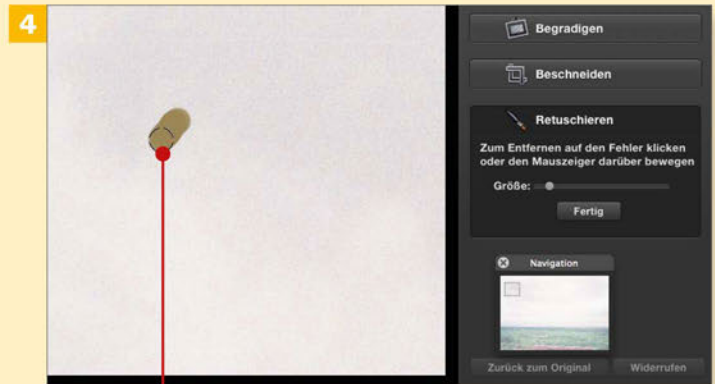 4
Begradigen
Beschneiden
Retuschieren
Zum Entfernen auf den Fehler klicken
oder den Mauszeiger darüber bewegen
Größe:
Fertig
Navigation
Zurück zum Original
Widerrufen